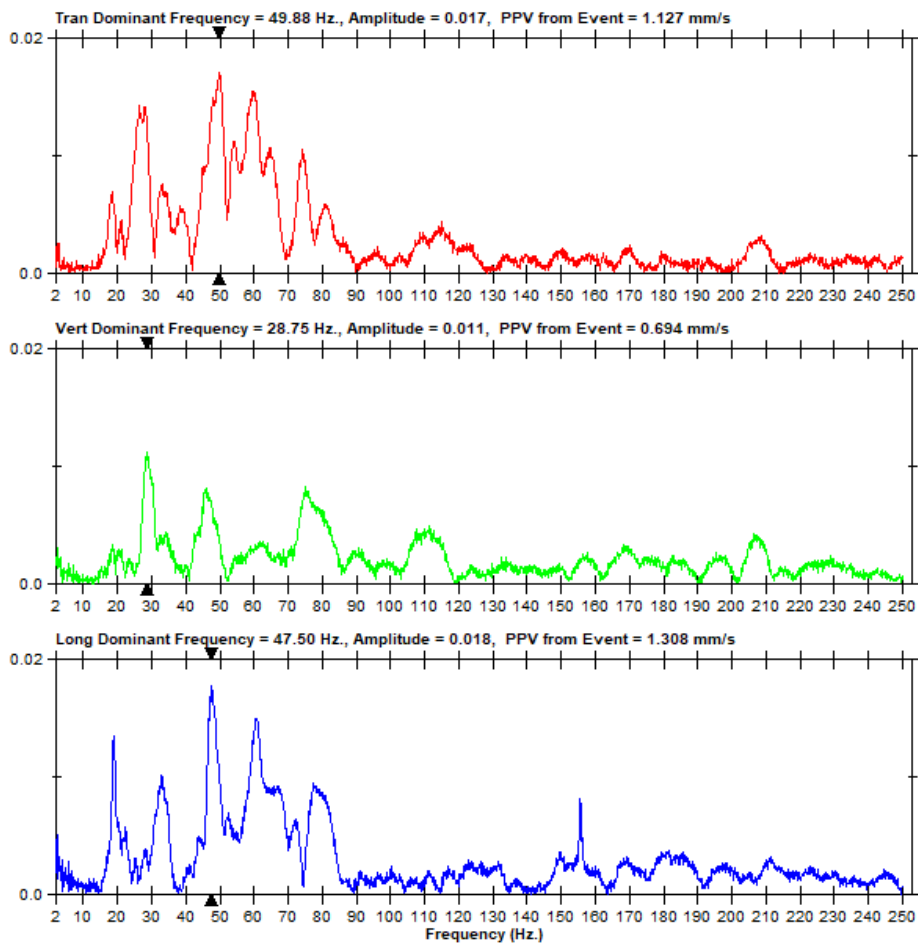 Tran Dominant Frequency = 49.88 Hz., Amplitude = 0.017, PPV from Event = 1.127 mm/s
0.02
0.0
2 10 20 30 40 50 60 70 80 90 100 110 120 130 140 150 160 170 180 190 200 210 220 230 240 250
Vert Dominant Frequency = 28.75 Hz., Amplitude = 0.011, PPV from Event = 0.694 mm/s
0.02
0.0
2 10 20 30 40 50 60 70 80 90 100 110 120 130 140 150 160 170 180 190 200 210 220 230 240 250
Long Dominant Frequency = 47.50 Hz., Amplitude = 0.018, PPV from Event = 1.308 mm/s
0.02
0.0
2 10 20 30 40 50 60 70 80 90 100 110 120 130 140 150 160 170 180 190 200 210 220 230 240 250
Frequency (Hz.)